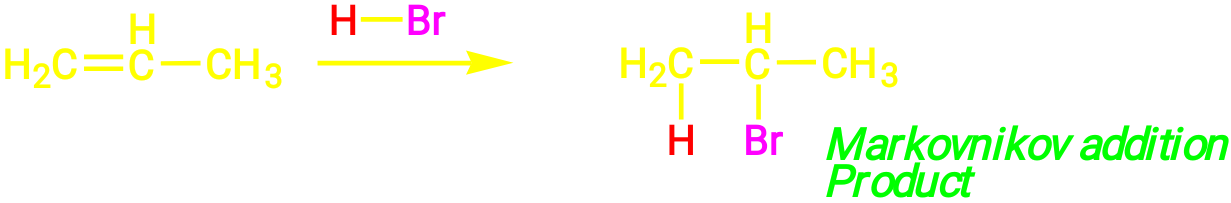 H—Br
H
H₂C=C—CH₃
H
H₂C—C—CH₃
H Br
Markovnikov addition
Product